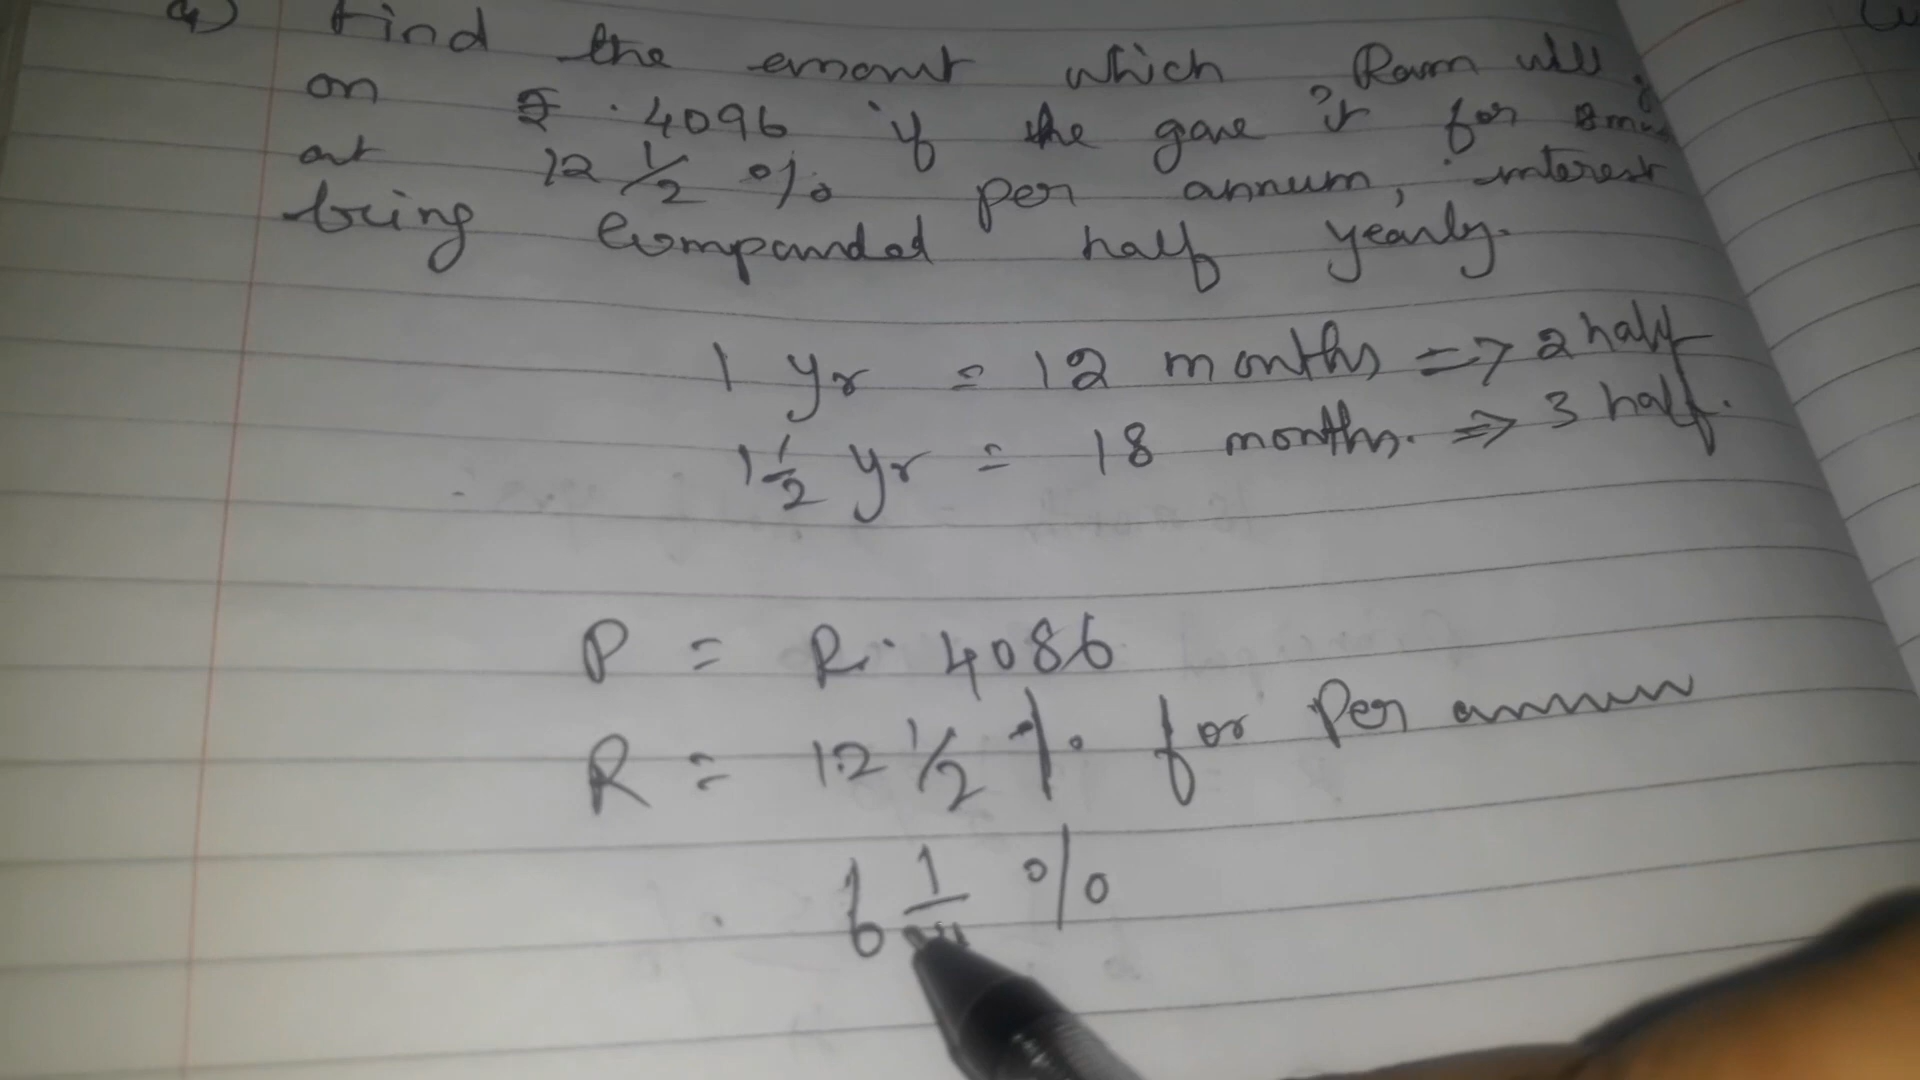 Find the amount which Ram will
on ₹. 4096 if the gave it for
at 12 1/2 % per annum, interest
being Compounded half yearly.
1 yr = 12 months => 2 half
1 1/2 yr = 18 months. => 3 half.
P = R. 4086
R = 12 1/2 % for Per annum
6 1 %